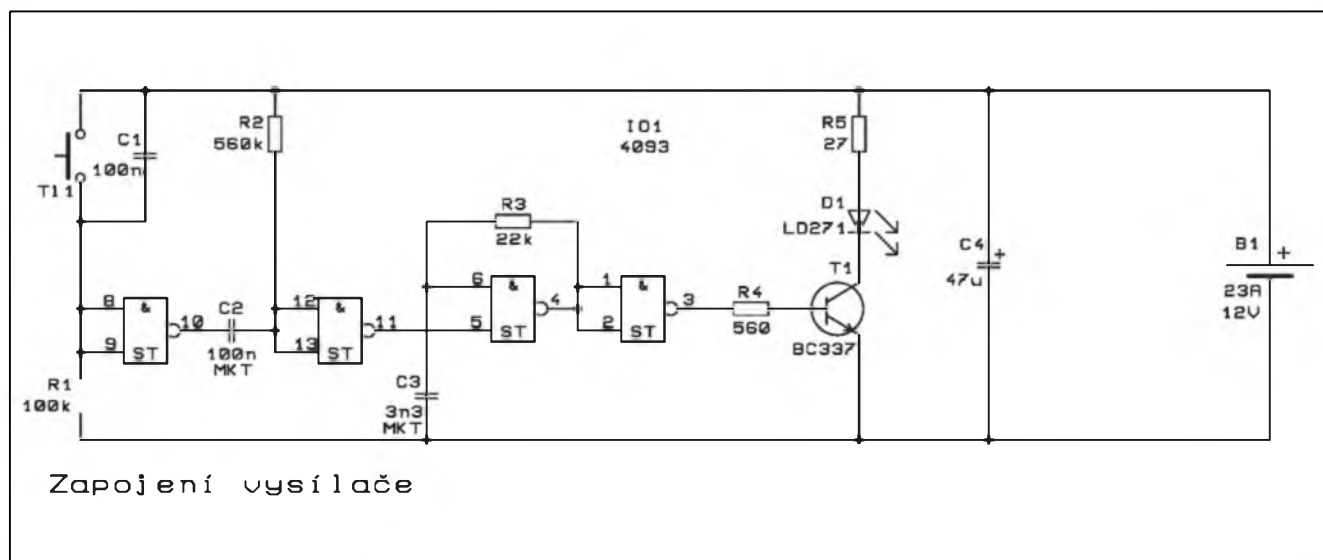 R2
560k
C1
100n
Tl1
IO1
4093
R5
27
R3
22k
D1
LD271
C4
47u
+
B1
+
23A
12V
T1
8
&
10
9
ST
C2
100n
MKT
12
&
11
13
ST
6
&
4
5
ST
1
&
3
2
ST
R4
560
BC337
R1
100k
C3
3n3
MKT
Zapojení vysílače